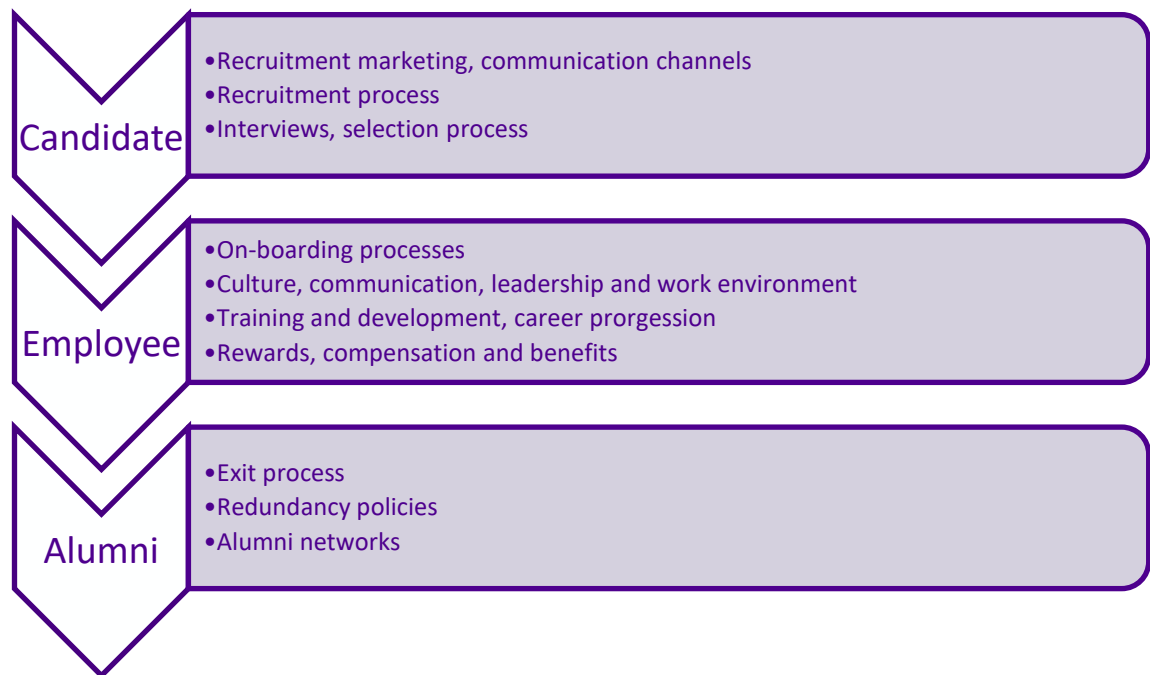 Candidate
•Recruitment marketing, communication channels
•Recruitment process
•Interviews, selection process
Employee
•On-boarding processes
•Culture, communication, leadership and work environment
•Training and development, career prorgession
•Rewards, compensation and benefits
Alumni
•Exit process
•Redundancy policies
•Alumni networks